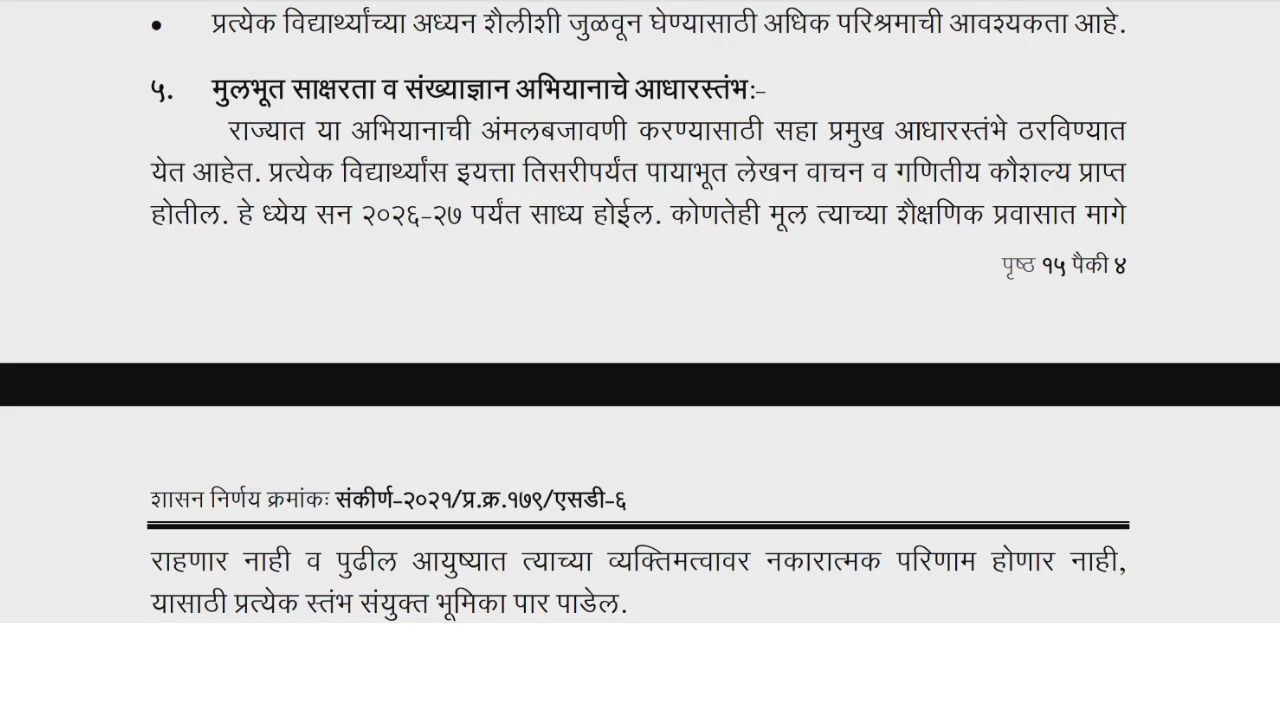 • प्रत्येक विद्यार्थ्यांच्या अध्यन शैलीशी जुळवून घेण्यासाठी अधिक परिश्रमाची आवश्यकता आहे.
५. मुलभूत साक्षरता व संख्याज्ञान अभियानाचे आधारस्तंभ:-
राज्यात या अभियानाची अंमलबजावणी करण्यासाठी सहा प्रमुख आधारस्तंभे ठरविण्यात
येत आहेत. प्रत्येक विद्यार्थ्यांस इयत्ता तिसरीपर्यंत पायाभूत लेखन वाचन व गणितीय कौशल्य प्राप्त
होतील. हे ध्येय सन २०२६-२७ पर्यंत साध्य होईल. कोणतेही मूल त्याच्या शैक्षणिक प्रवासात मागे
पृष्ठ १५ पैकी ४
शासन निर्णय क्रमांकः संकीर्ण-२०२१/प्र.क्र.१७९/एसडी-६
राहणार नाही व पुढील आयुष्यात त्याच्या व्यक्तिमत्वावर नकारात्मक परिणाम होणार नाही,
यासाठी प्रत्येक स्तंभ संयुक्त भूमिका पार पाडेल.